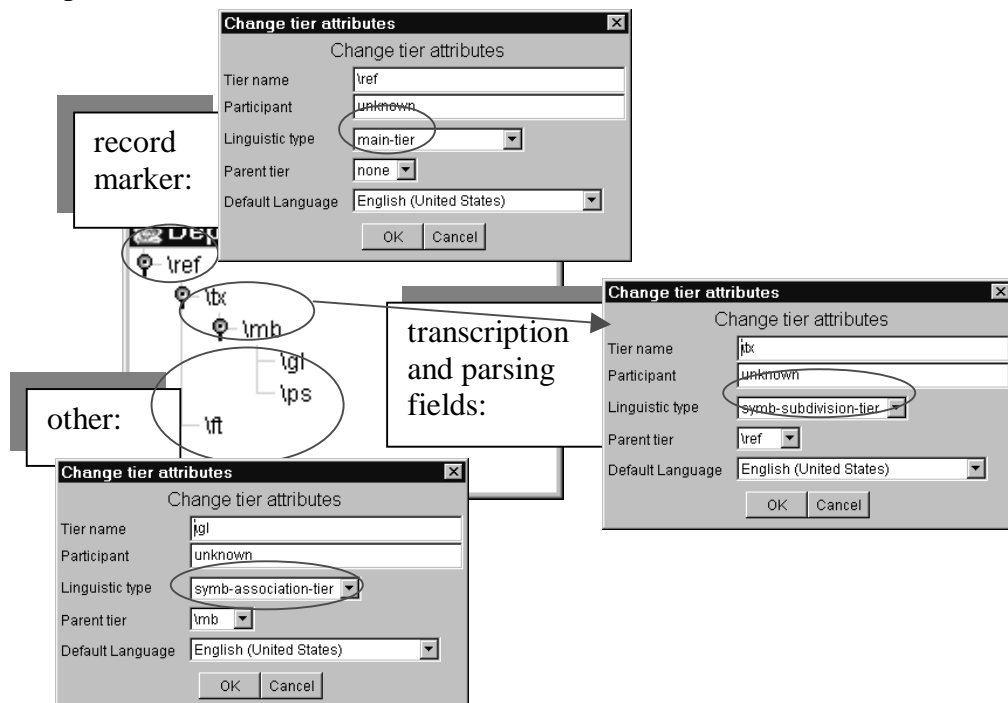 Change tier attributes
Change tier attributes
Tier name \ref
Participant unknown
Linguistic type main-tier
Parent tier none
Default Language English (United States)
OK Cancel
record
marker:
\ref
\tx
\mb
\gl
\ps
\ft
transcription
and parsing
fields:
Change tier attributes
Change tier attributes
Tier name \tx
Participant unknown
Linguistic type symb-subdivision-tier
Parent tier \ref
Default Language English (United States)
OK Cancel
other:
Change tier attributes
Change tier attributes
Tier name \gl
Participant unknown
Linguistic type symb-association-tier
Parent tier \mb
Default Language English (United States)
OK Cancel